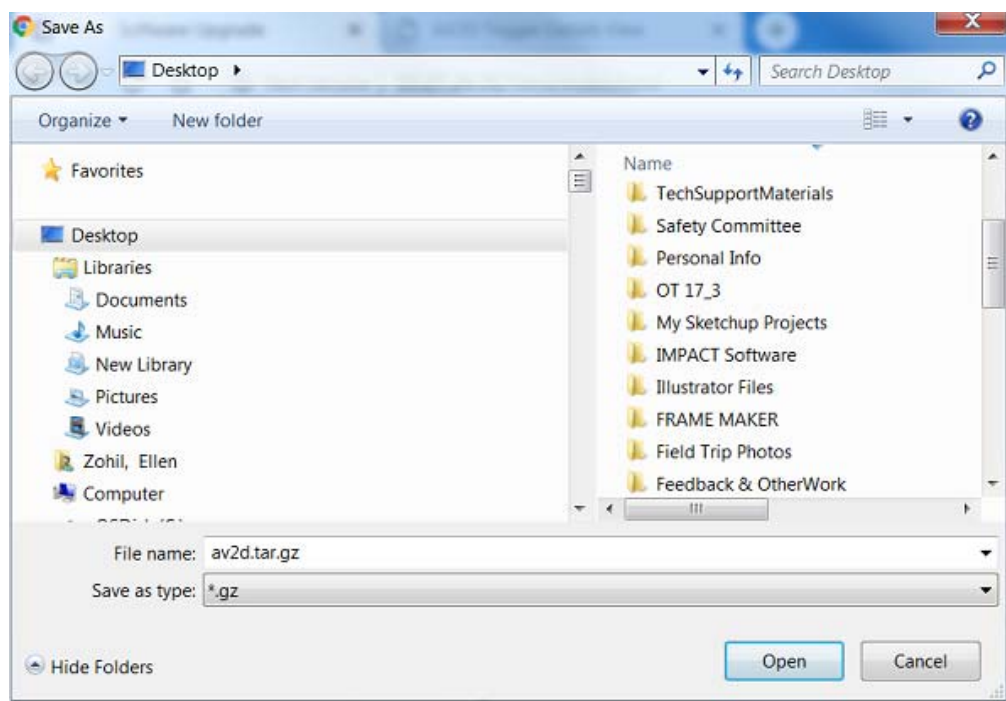 Save As
Desktop
Search Desktop
Organize
New folder
Favorites
Desktop
Libraries
Documents
Music
New Library
Pictures
Videos
Zohil, Ellen
Computer
Name
TechSupportMaterials
Safety Committee
Personal Info
OT 17_3
My Sketchup Projects
IMPACT Software
Illustrator Files
FRAME MAKER
Field Trip Photos
Feedback & OtherWork
File name: av2d.tar.gz
Save as type: *.gz
Hide Folders
Open
Cancel